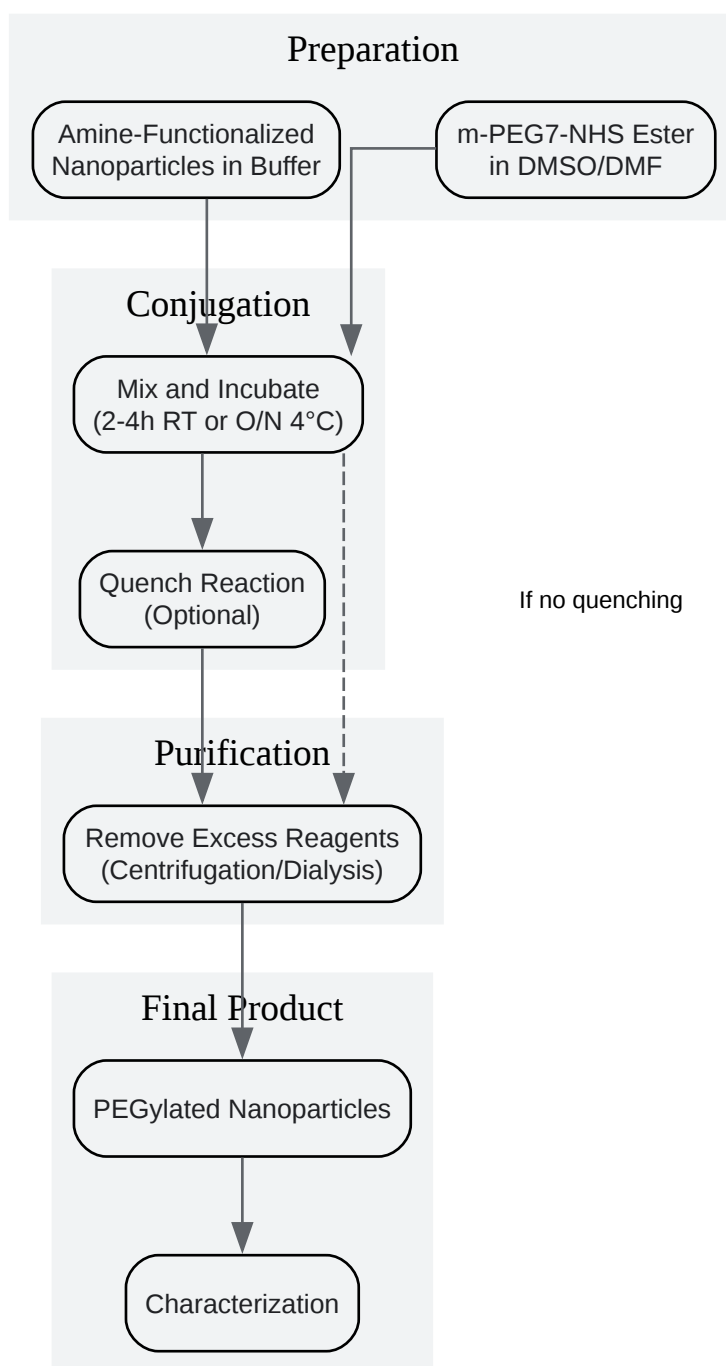 Preparation
Amine-Functionalized
Nanoparticles in Buffer
m-PEG7-NHS Ester
in DMSO/DMF
Conjugation
Mix and Incubate
(2-4h RT or O/N 4°C)
Quench Reaction
(Optional)
If no quenching
Purification
Remove Excess Reagents
(Centrifugation/Dialysis)
Final Product
PEGylated Nanoparticles
Characterization